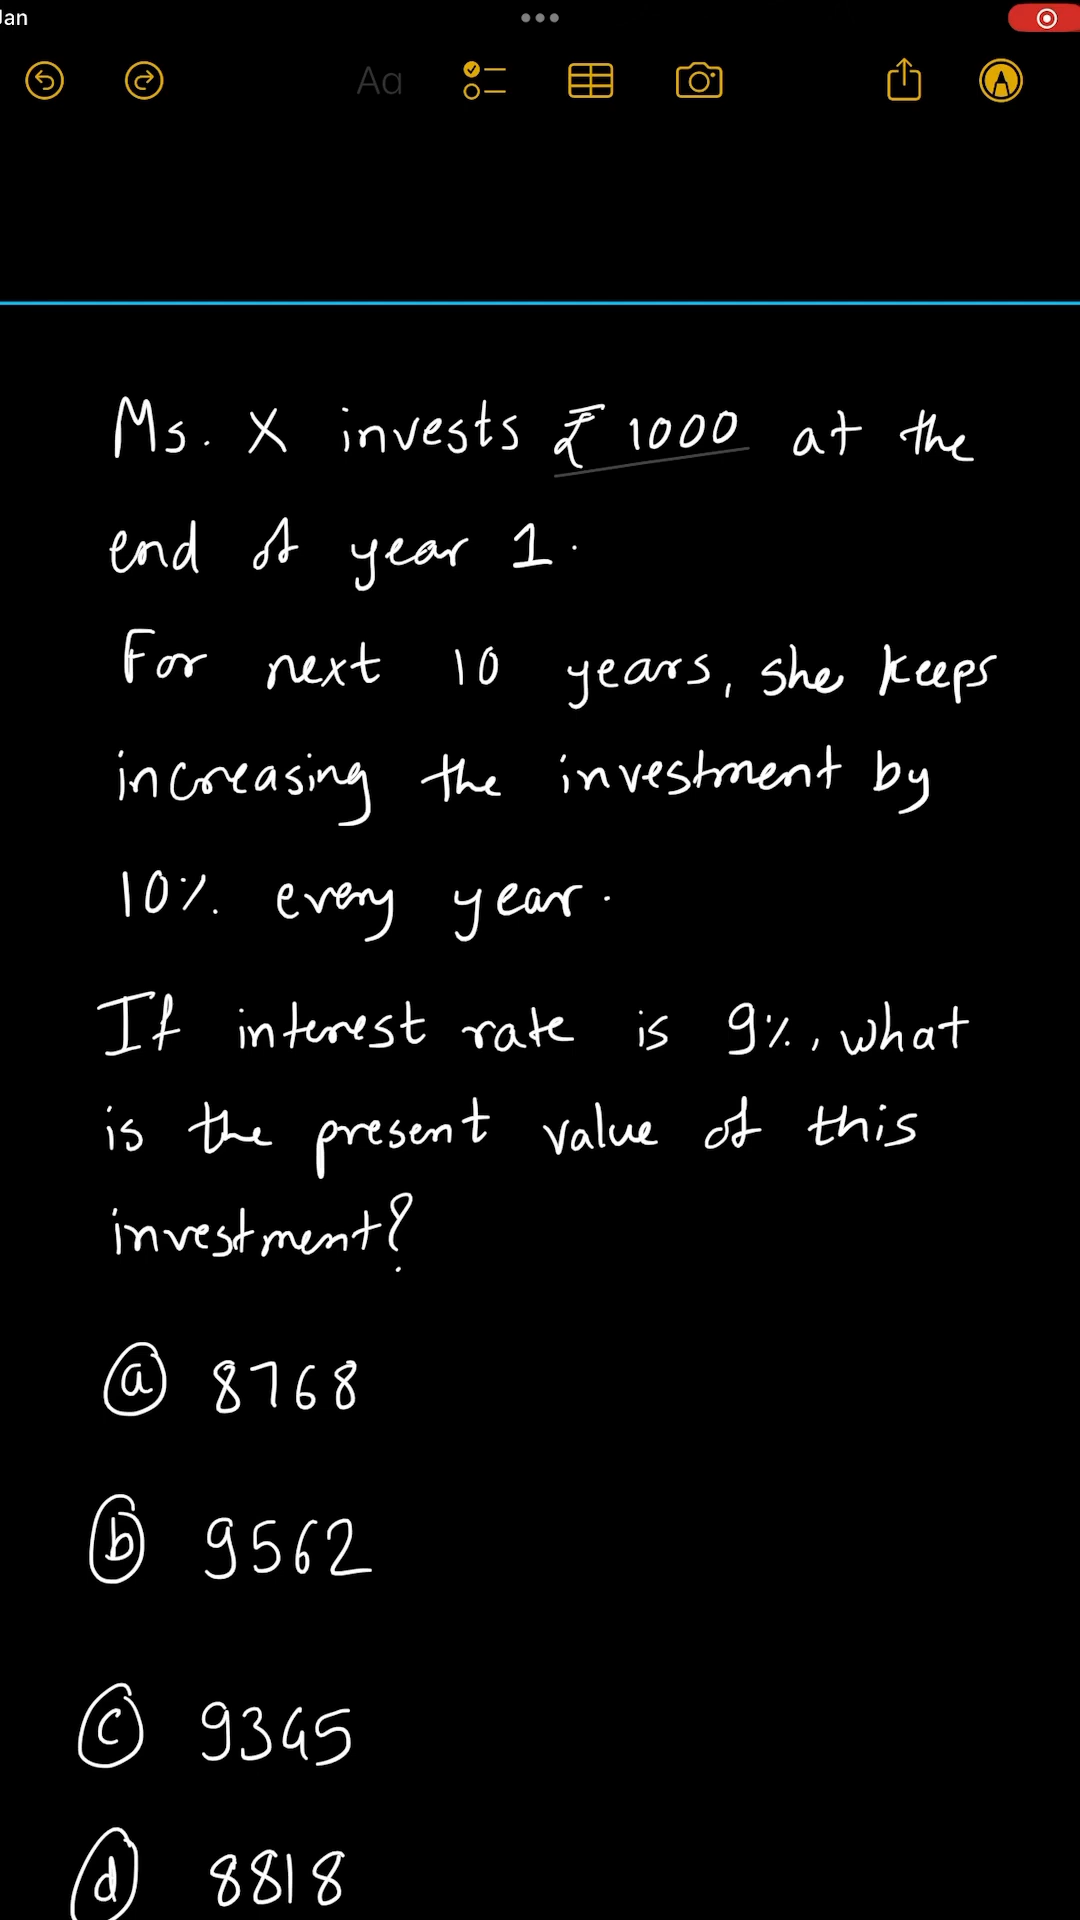 Jan
Aa
Ms. X invests ₹ 1000 at the
end of year 1.
For next 10 years, she keeps
increasing the investment by
10% every year.
If interest rate is 9%, what
is the present value of this
investment?
(a) 8768
(b) 9562
(c) 9345
(d) 8818